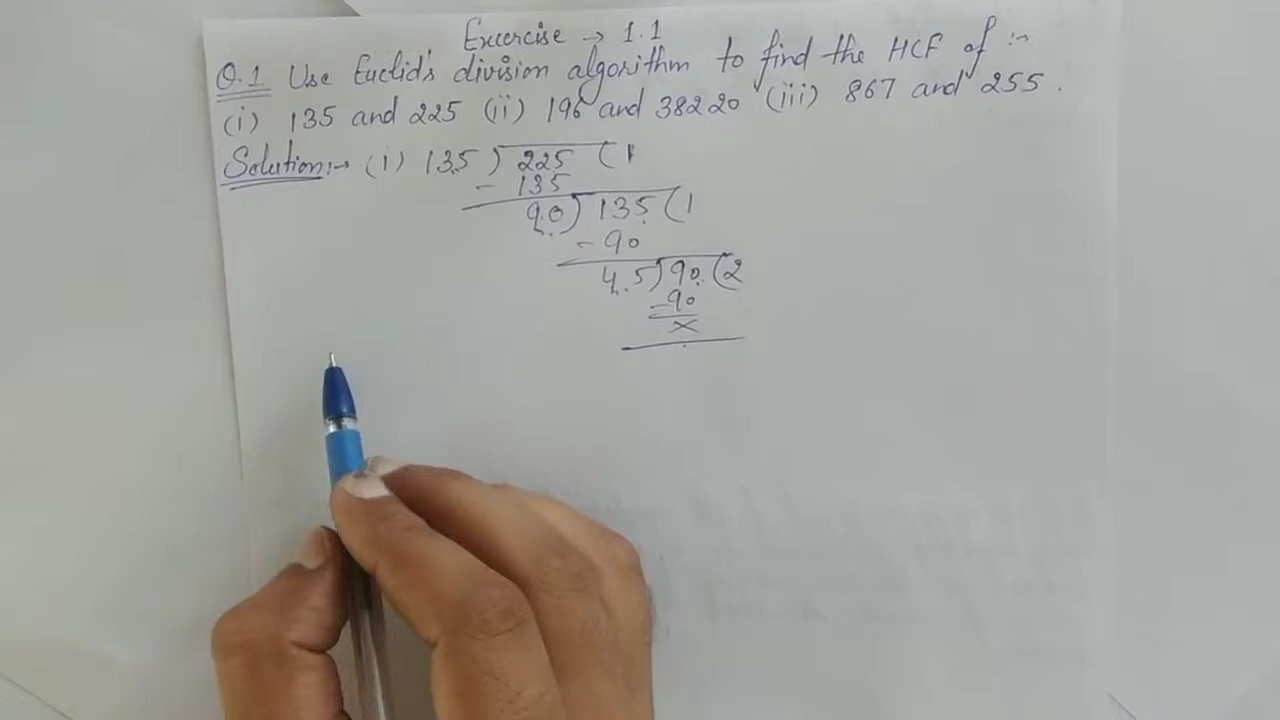 Excercise → 1.1
Q.1 Use Euclid's division algorithm to find the HCF of :-
(i) 135 and 225 (ii) 196 and 38220 (iii) 867 and 255.
Solution:→ (i) 135 ) 225 ( 1
- 135
90 ) 135 ( 1
- 90
45 ) 90 ( 2
- 90
×